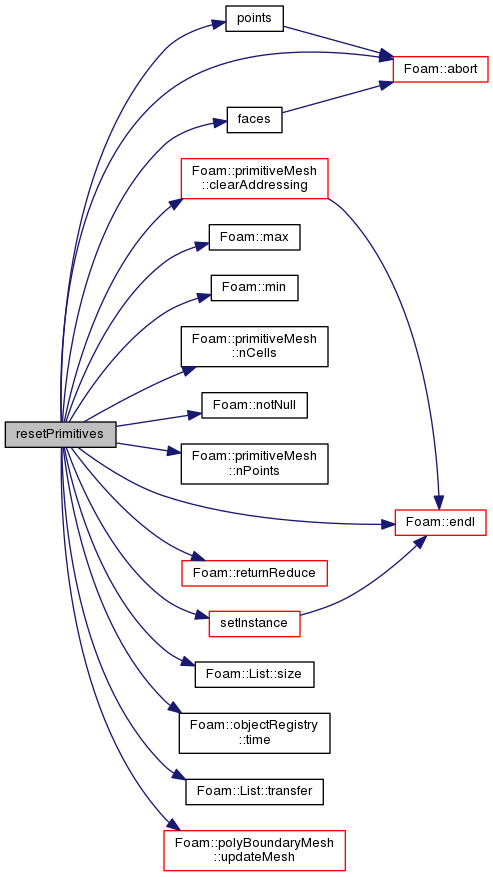 points
Foam::abort
faces
Foam::primitiveMesh
::clearAddressing
Foam::max
Foam::min
Foam::primitiveMesh
::nCells
Foam::notNull
resetPrimitives
Foam::primitiveMesh
::nPoints
Foam::endl
Foam::returnReduce
setInstance
Foam::List::size
Foam::objectRegistry
::time
Foam::List::transfer
Foam::polyBoundaryMesh
::updateMesh